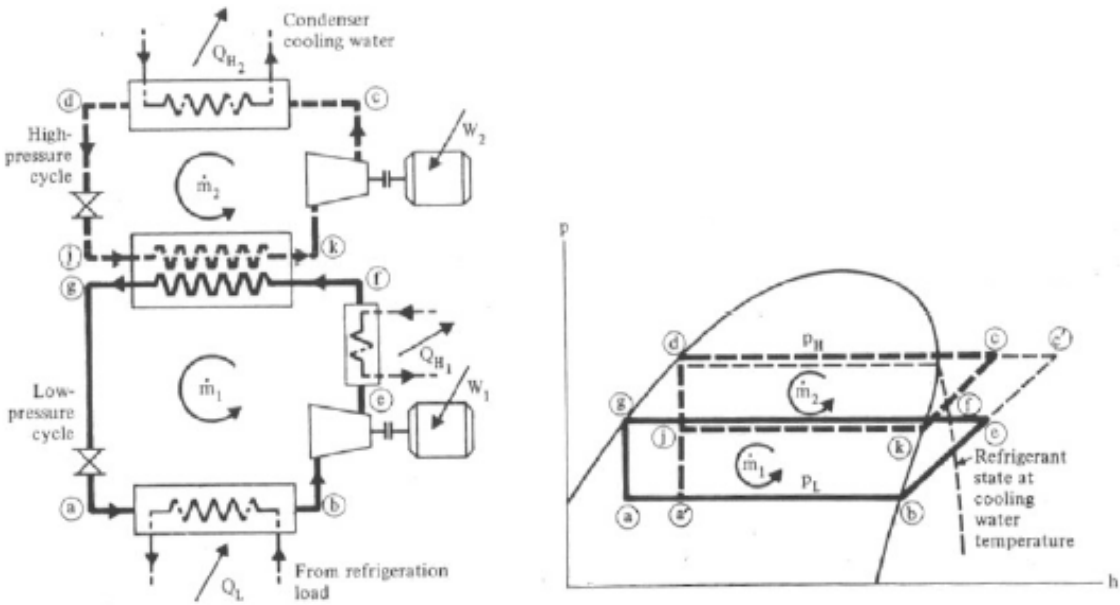 Condenser
cooling water
Q_H₂
ⓓ
ⓒ
High-
pressure
cycle
W₂
ṁ₂
ⓙ
ⓚ
ⓖ
ⓕ
Q_H₁
ṁ₁
Low-
pressure
cycle
W₁
ⓔ
ⓐ
ⓑ
Q_L
From refrigeration
load
p
ⓓ
p_H
ⓒ
c'
ṁ₂
ⓖ
ⓕ
ⓙ
ⓚ
ⓔ
ṁ₁
p_L
Refrigerant
state at
cooling
water
temperature
ⓐ
a'
ⓑ
h